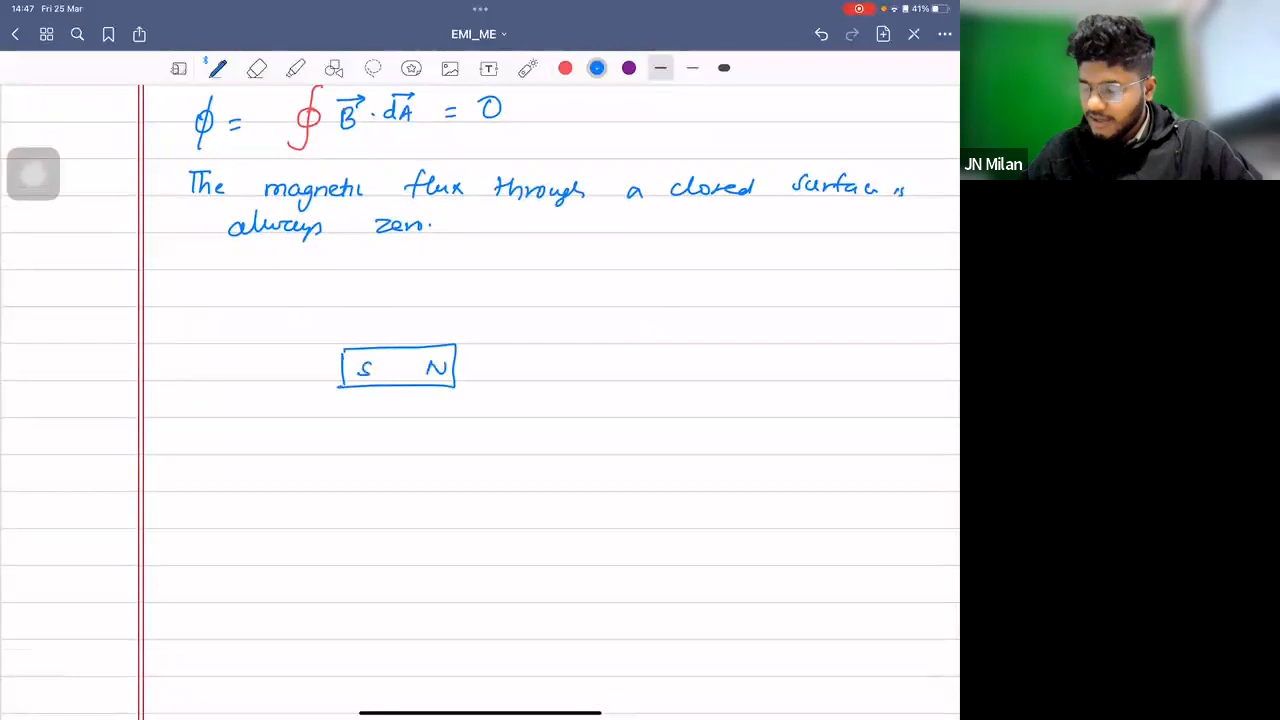 14:47 Fri 25 Mar
41%
EMI_ME
T
ϕ = ∮ B⃗ · dA⃗ = 0
JN Milan
The magnetic flux through a closed surface is
always zero.
S N